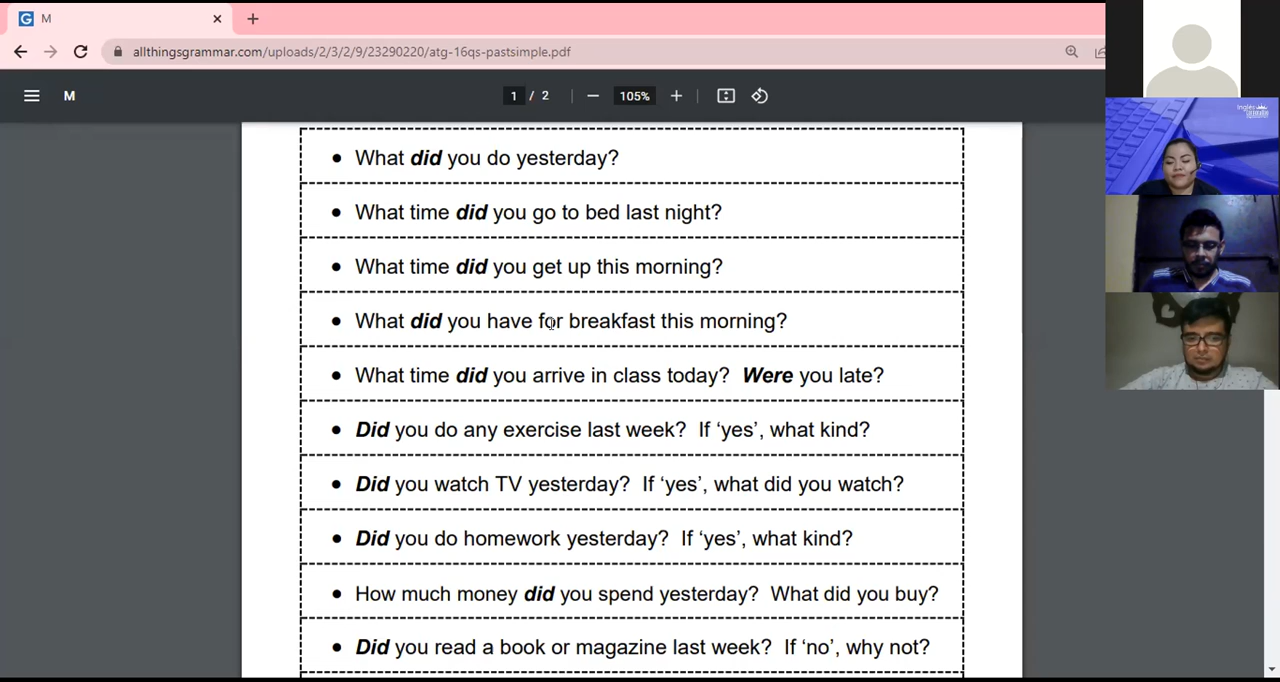 M
allthingsgrammar.com/uploads/2/3/2/9/23290220/atg-16qs-pastsimple.pdf
M
1 / 2
105%
Inglés
What did you do yesterday?
What time did you go to bed last night?
What time did you get up this morning?
What did you have for breakfast this morning?
What time did you arrive in class today? Were you late?
Did you do any exercise last week? If ‘yes’, what kind?
Did you watch TV yesterday? If ‘yes’, what did you watch?
Did you do homework yesterday? If ‘yes’, what kind?
How much money did you spend yesterday? What did you buy?
Did you read a book or magazine last week? If ‘no’, why not?